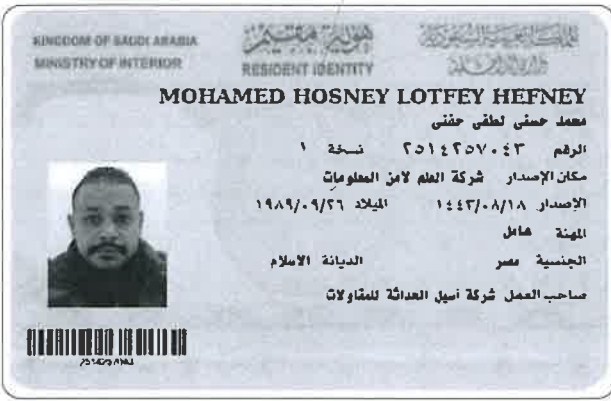 KINGDOM OF SAUDI ARABIA
MINISTRY OF INTERIOR
هوية مقيم
RESIDENT IDENTITY
المملكة العربية السعودية
وزارة الداخلية
MOHAMED HOSNEY LOTFEY HEFNEY
محمد حسنى لطفى حفنى
الرقم ٢٥١٤٢٥٧٠٤٣ نسخة ١
مكان الإصدار شركة العلم لامن المعلومات
الإصدار ١٤٤٣/٠٨/١٨ الميلاد ١٩٨٩/٠٩/٢٦
المهنة عامل
الجنسية مصر الديانة الاسلام
صاحب العمل شركة أسيل الحداثة للمقاولات